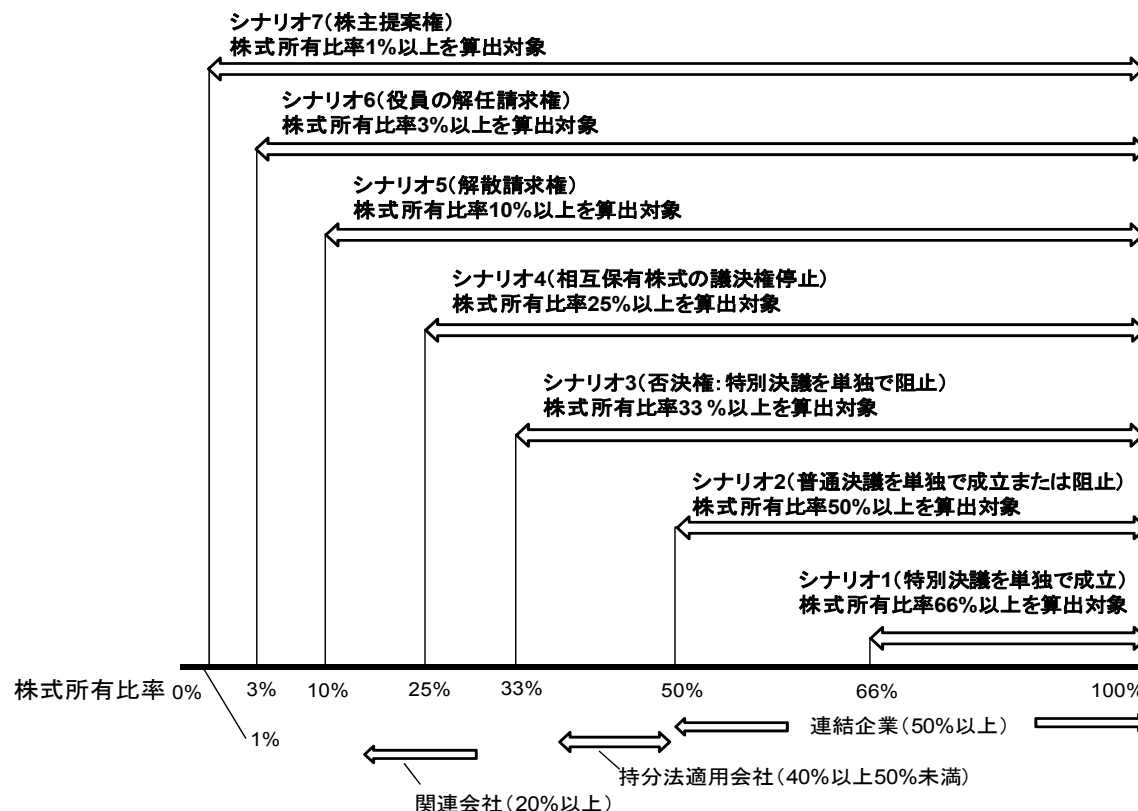 シナリオ7(株主提案権)
株式所有比率1%以上を算出対象
シナリオ6(役員の解任請求権)
株式所有比率3%以上を算出対象
シナリオ5(解散請求権)
株式所有比率10%以上を算出対象
シナリオ4(相互保有株式の議決権停止)
株式所有比率25%以上を算出対象
シナリオ3(否決権:特別決議を単独で阻止)
株式所有比率33%以上を算出対象
シナリオ2(普通決議を単独で成立または阻止)
株式所有比率50%以上を算出対象
シナリオ1(特別決議を単独で成立)
株式所有比率66%以上を算出対象
株式所有比率 0% 3% 10% 25% 33% 50% 66% 100%
1%
連結企業(50%以上)
持分法適用会社(40%以上50%未満)
関連会社(20%以上)